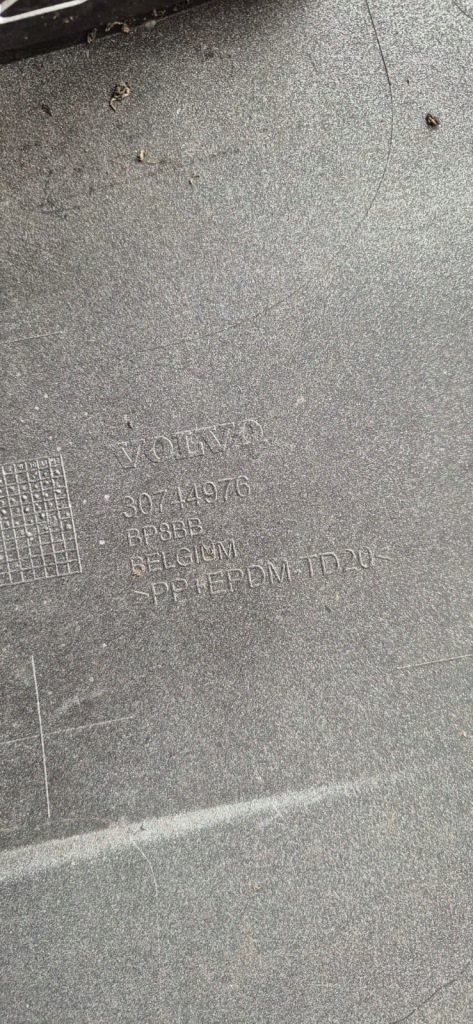 VOLVO
30744976
BP8BB
BELGIUM
>PP+EPDM-TD20<